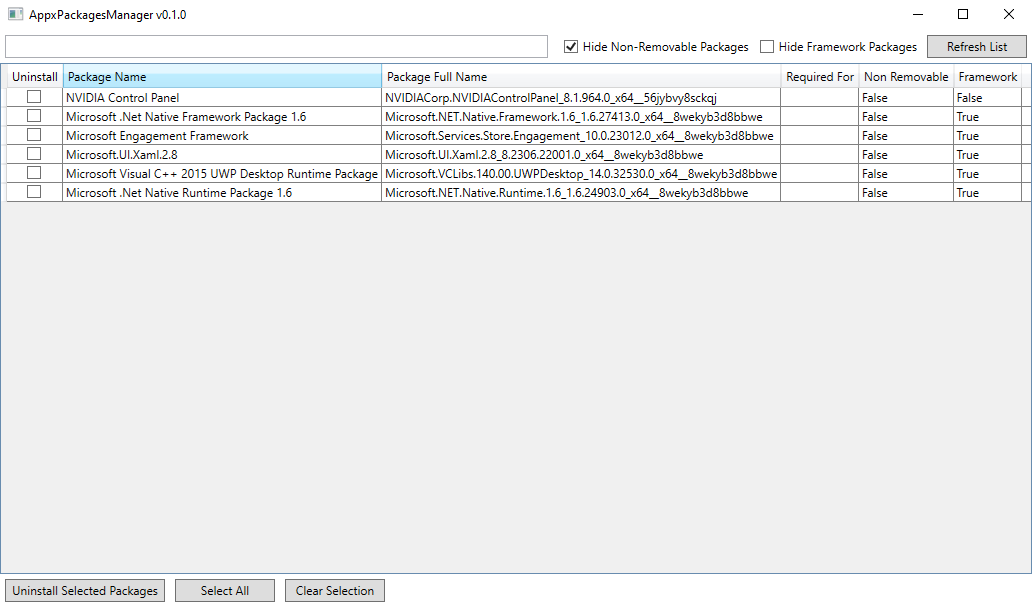 AppxPackagesManager v0.1.0
Hide Non-Removable Packages Hide Framework Packages Refresh List
Uninstall Package Name Package Full Name Required For Non Removable Framework
NVIDIA Control Panel NVIDIACorp.NVIDIAControlPanel_8.1.964.0_x64__56jybvy8sckqj False False
Microsoft .Net Native Framework Package 1.6 Microsoft.NET.Native.Framework.1.6_1.6.27413.0_x64__8wekyb3d8bbwe False True
Microsoft Engagement Framework Microsoft.Services.Store.Engagement_10.0.23012.0_x64__8wekyb3d8bbwe False True
Microsoft.UI.Xaml.2.8 Microsoft.UI.Xaml.2.8_8.2306.22001.0_x64__8wekyb3d8bbwe False True
Microsoft Visual C++ 2015 UWP Desktop Runtime Package Microsoft.VCLibs.140.00.UWPDesktop_14.0.32530.0_x64__8wekyb3d8bbwe False True
Microsoft .Net Native Runtime Package 1.6 Microsoft.NET.Native.Runtime.1.6_1.6.24903.0_x64__8wekyb3d8bbwe False True
Uninstall Selected Packages Select All Clear Selection